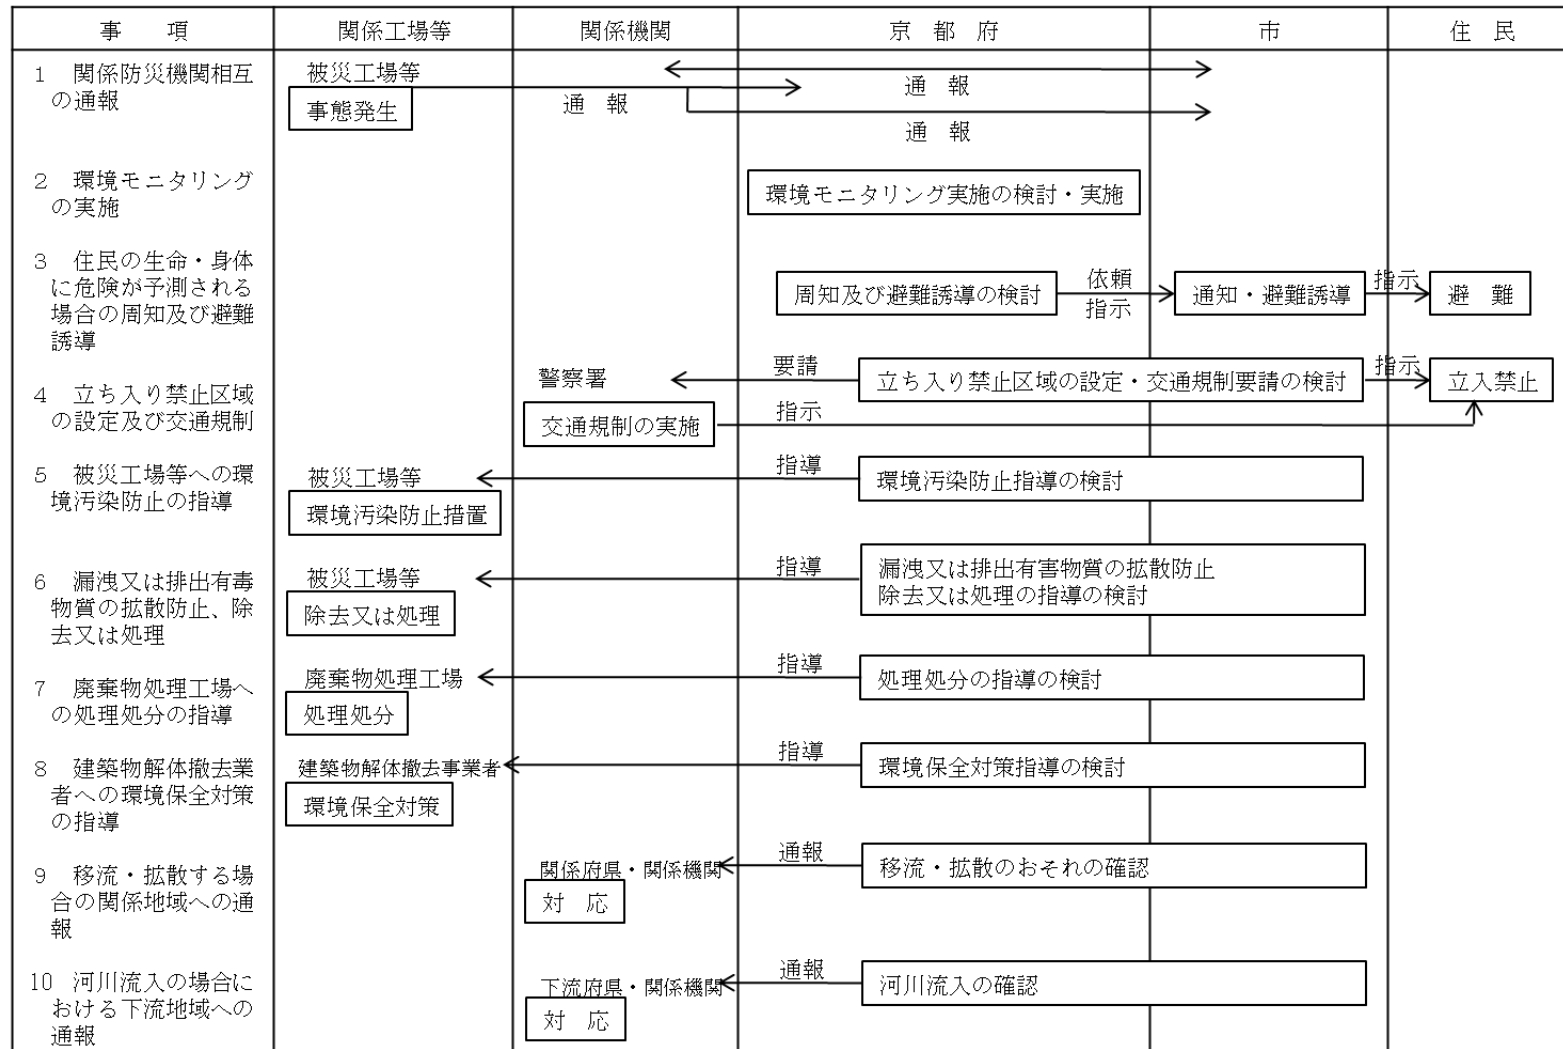 事　項
関係工場等
関係機関
京　都　府
市
住　民
1　関係防災機関相互
の通報
被災工場等
事態発生
通　報
通　報
通　報
2　環境モニタリング
の実施
環境モニタリング実施の検討・実施
3　住民の生命・身体
に危険が予測される
場合の周知及び避難
誘導
周知及び避難誘導の検討
依頼
指示
通知・避難誘導
指示
避　難
4　立ち入り禁止区域
の設定及び交通規制
警察署
要請
立ち入り禁止区域の設定・交通規制要請の検討
指示
立入禁止
交通規制の実施
指示
5　被災工場等への環
境汚染防止の指導
被災工場等
指導
環境汚染防止指導の検討
環境汚染防止措置
6　漏洩又は排出有毒
物質の拡散防止、除
去又は処理
被災工場等
指導
漏洩又は排出有害物質の拡散防止
除去又は処理の指導の検討
除去又は処理
7　廃棄物処理工場へ
の処理処分の指導
廃棄物処理工場
指導
処理処分の指導の検討
処理処分
8　建築物解体撤去業
者への環境保全対策
の指導
建築物解体撤去事業者
指導
環境保全対策指導の検討
環境保全対策
9　移流・拡散する場
合の関係地域への通
報
関係府県・関係機関
通報
移流・拡散のおそれの確認
対　応
10　河川流入の場合に
おける下流地域への
通報
下流府県・関係機関
通報
河川流入の確認
対　応